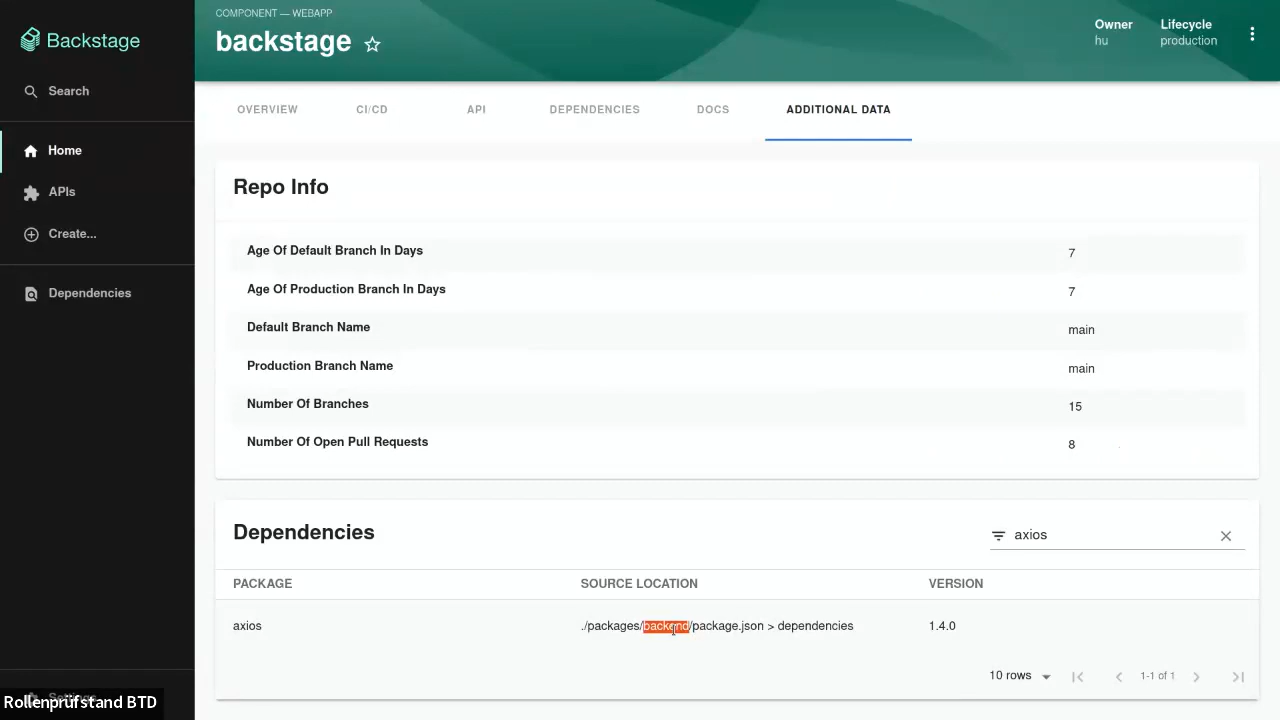 COMPONENT — WEBAPP
backstage
Owner
hu
Lifecycle
production
Backstage
Search
Home
APIs
Create...
Dependencies
Settings
Rollenprüfstand BTD
OVERVIEW
CI/CD
API
DEPENDENCIES
DOCS
ADDITIONAL DATA
Repo Info
Age Of Default Branch In Days 7
Age Of Production Branch In Days 7
Default Branch Name main
Production Branch Name main
Number Of Branches 15
Number Of Open Pull Requests 8
Dependencies
axios
PACKAGE SOURCE LOCATION VERSION
axios ./packages/backend/package.json > dependencies 1.4.0
10 rows
1-1 of 1